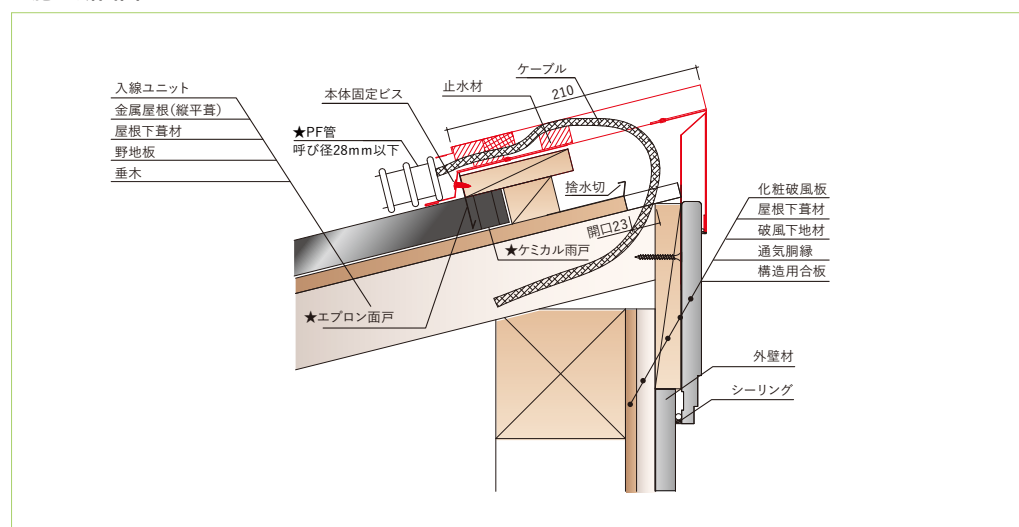 入線ユニット
金属屋根(縦平葺)
屋根下葺材
野地板
垂木
本体固定ビス
★PF管
呼び径28mm以下
止水材
ケーブル
210
捨水切
開口23
★ケミカル雨戸
★エプロン面戸
化粧破風板
屋根下葺材
破風下地材
通気胴縁
構造用合板
外壁材
シーリング